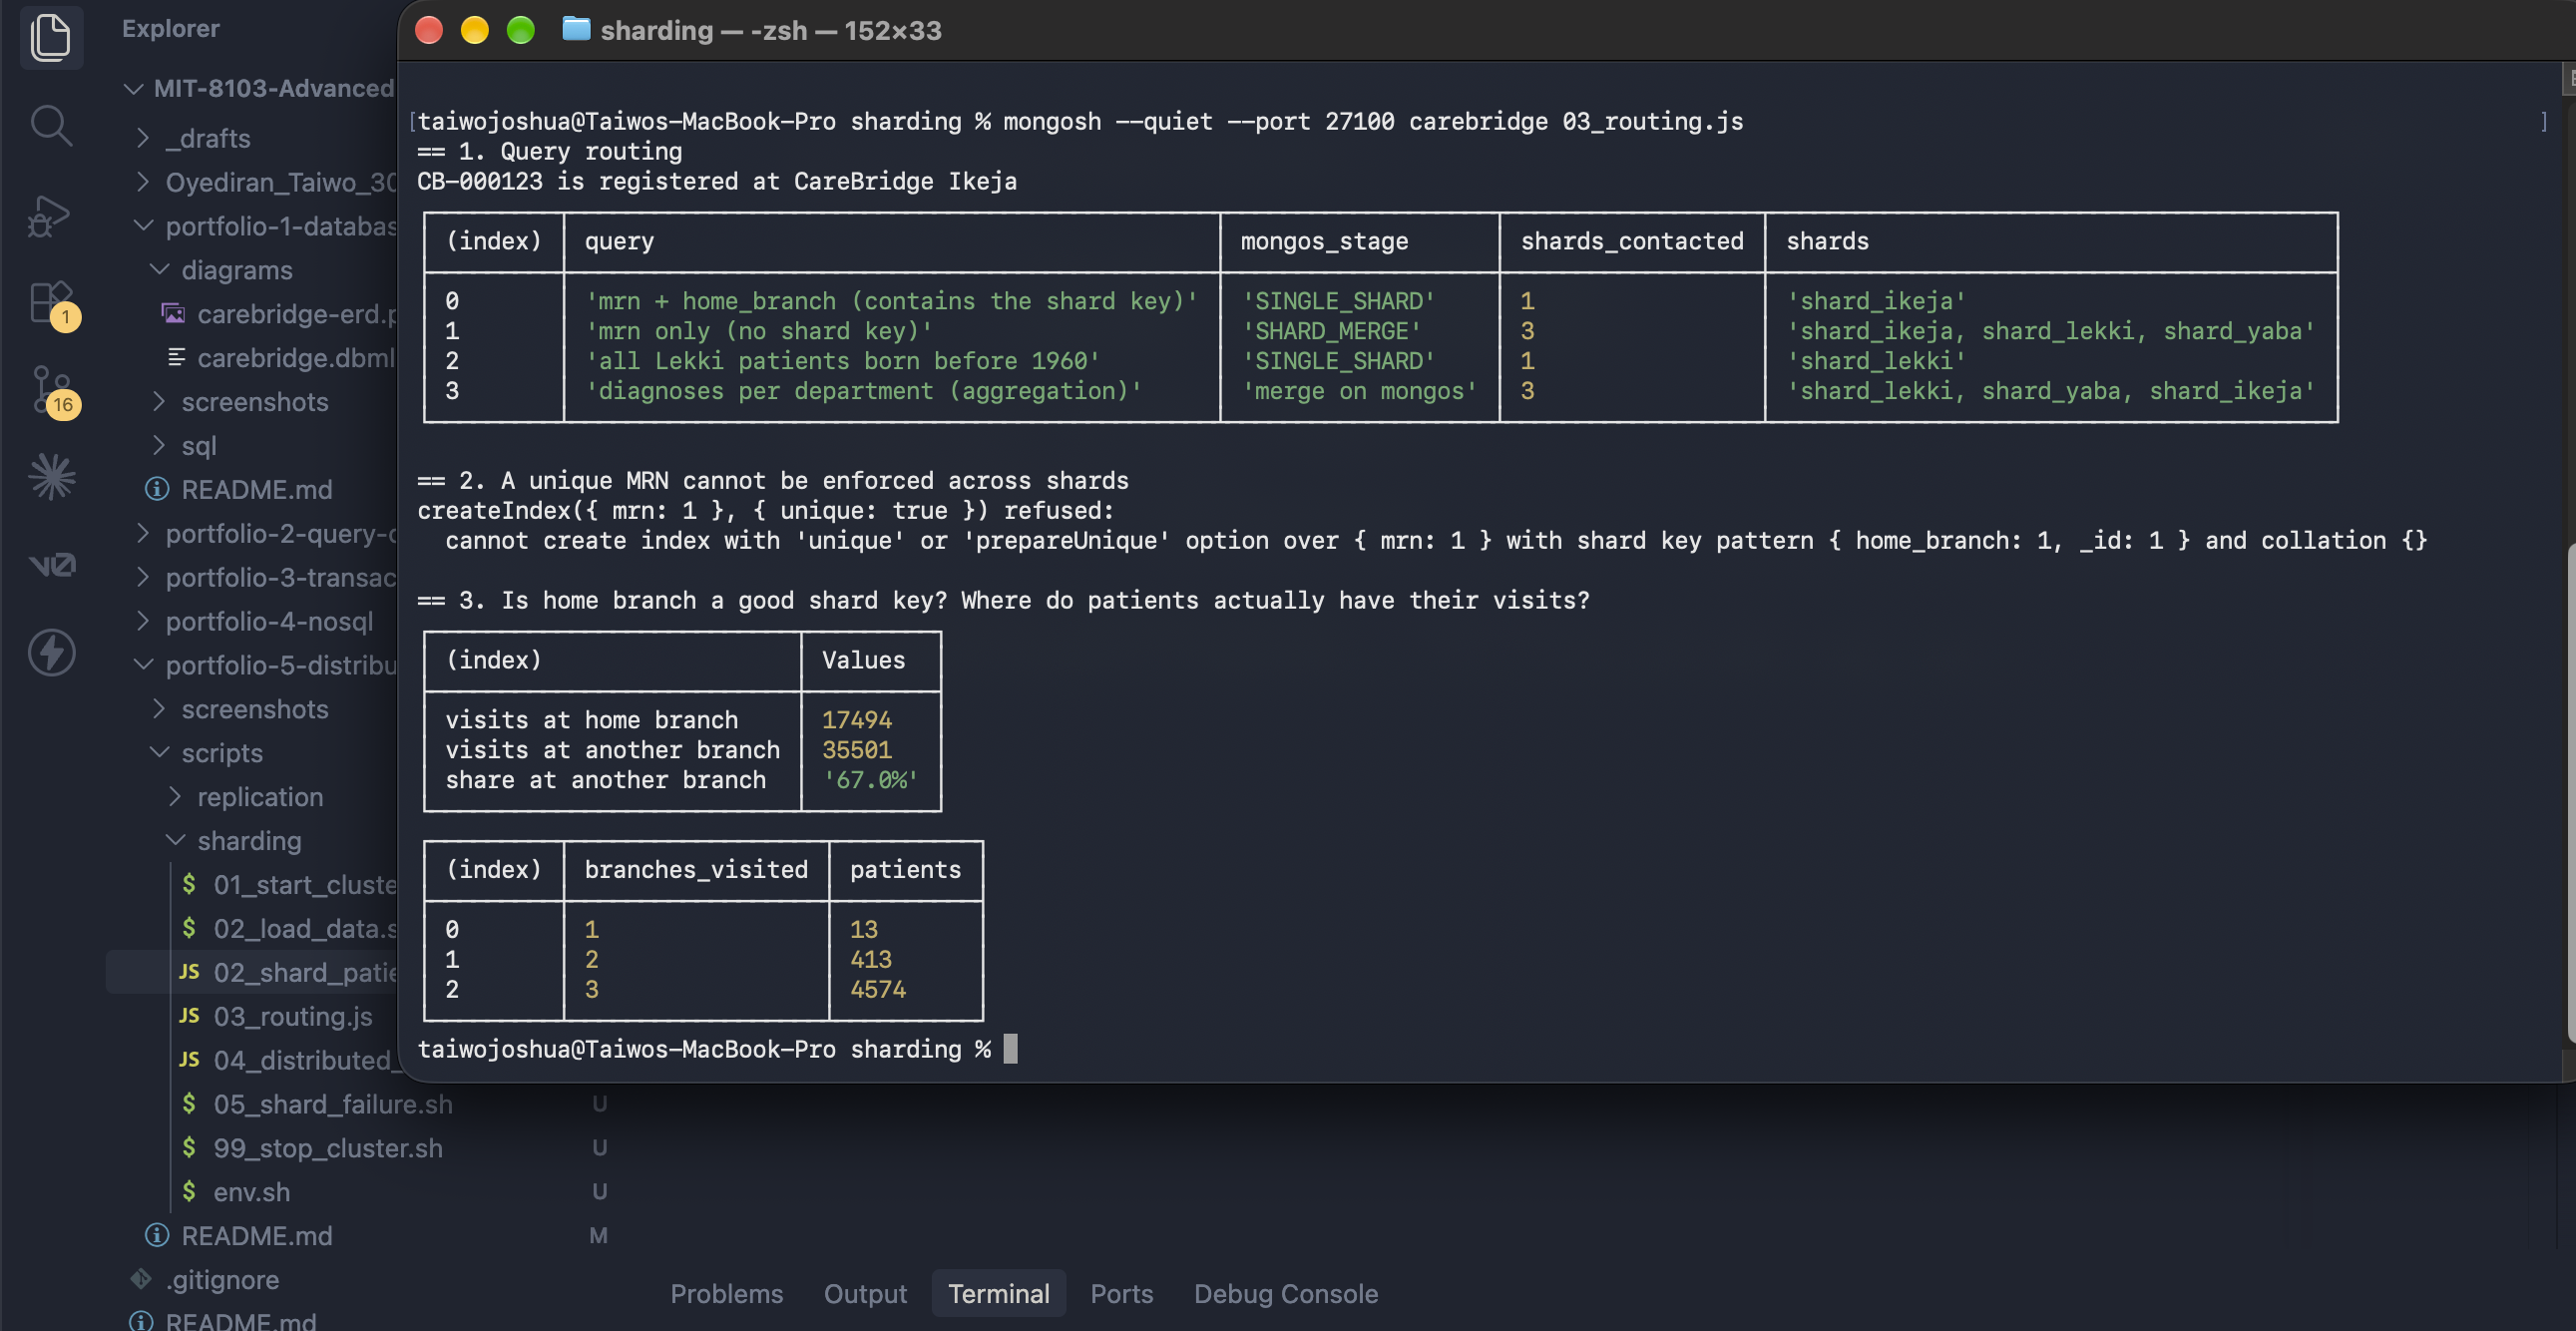 Explorer
MIT-8103-Advanced
_drafts
Oyediran_Taiwo_30
portfolio-1-databas
diagrams
carebridge-erd.p
carebridge.dbml
screenshots
sql
README.md
portfolio-2-query-o
portfolio-3-transac
portfolio-4-nosql
portfolio-5-distribu
screenshots
scripts
replication
sharding
$ 01_start_cluste
$ 02_load_data.s
JS 02_shard_patie
JS 03_routing.js
JS 04_distributed_
$ 05_shard_failure.sh U
$ 99_stop_cluster.sh U
$ env.sh U
README.md M
.gitignore
README.md
1
16
sharding — -zsh — 152×33
[taiwojoshua@Taiwos-MacBook-Pro sharding % mongosh --quiet --port 27100 carebridge 03_routing.js ]
== 1. Query routing
CB-000123 is registered at CareBridge Ikeja
(index) query mongos_stage shards_contacted shards
0 'mrn + home_branch (contains the shard key)' 'SINGLE_SHARD' 1 'shard_ikeja'
1 'mrn only (no shard key)' 'SHARD_MERGE' 3 'shard_ikeja, shard_lekki, shard_yaba'
2 'all Lekki patients born before 1960' 'SINGLE_SHARD' 1 'shard_lekki'
3 'diagnoses per department (aggregation)' 'merge on mongos' 3 'shard_lekki, shard_yaba, shard_ikeja'
== 2. A unique MRN cannot be enforced across shards
createIndex({ mrn: 1 }, { unique: true }) refused:
cannot create index with 'unique' or 'prepareUnique' option over { mrn: 1 } with shard key pattern { home_branch: 1, _id: 1 } and collation {}
== 3. Is home branch a good shard key? Where do patients actually have their visits?
(index) Values
visits at home branch 17494
visits at another branch 35501
share at another branch '67.0%'
(index) branches_visited patients
0 1 13
1 2 413
2 3 4574
taiwojoshua@Taiwos-MacBook-Pro sharding %
Problems Output Terminal Ports Debug Console